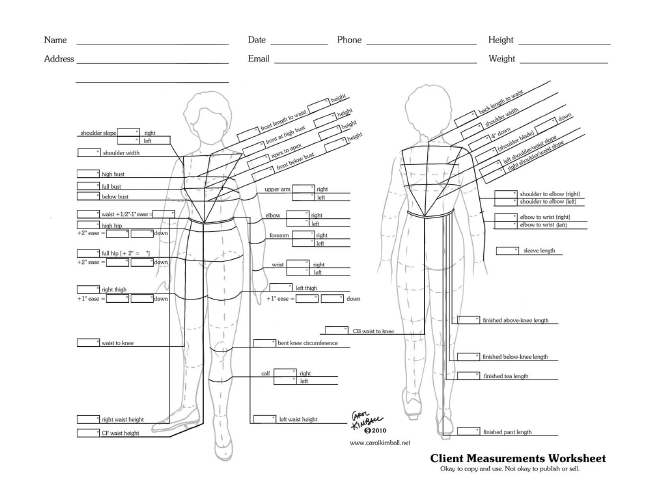 Name Date Phone Height
Address Email Weight
shoulder slope " right
" left
" shoulder width
" high bust
" full bust
" below bust
" waist +1/2"-1" ease = "
" high hip
+2" ease = " " down
" full hip (+ 2" = ")
+2" ease = " " down
" right thigh
+1" ease = " " down
" waist to knee
" right waist height
" CF waist height
front length to waist " height
" front at high bust " height
" apex to apex " height
" front below bust " height
upper arm " right
" left
elbow " right
" left
forearm " right
" left
wrist " right
" left
" left thigh
+1" ease = " " down
" CB waist to knee
" bent knee circumference
calf " right
" left
" left waist height
" back length to waist
" shoulder width
" 4" down
" (shoulder blade) " down
" left shoulder/waist slope
" right shoulder/waist slope
" shoulder to elbow (right)
" shoulder to elbow (left)
" elbow to wrist (right)
" elbow to wrist (left)
" sleeve length
" finished above-knee length
" finished below-knee length
" finished tea length
" finished pant length
CAROL
KIMBALL
©2010
www.carolkimball.net
Client Measurements Worksheet
Okay to copy and use. Not okay to publish or sell.